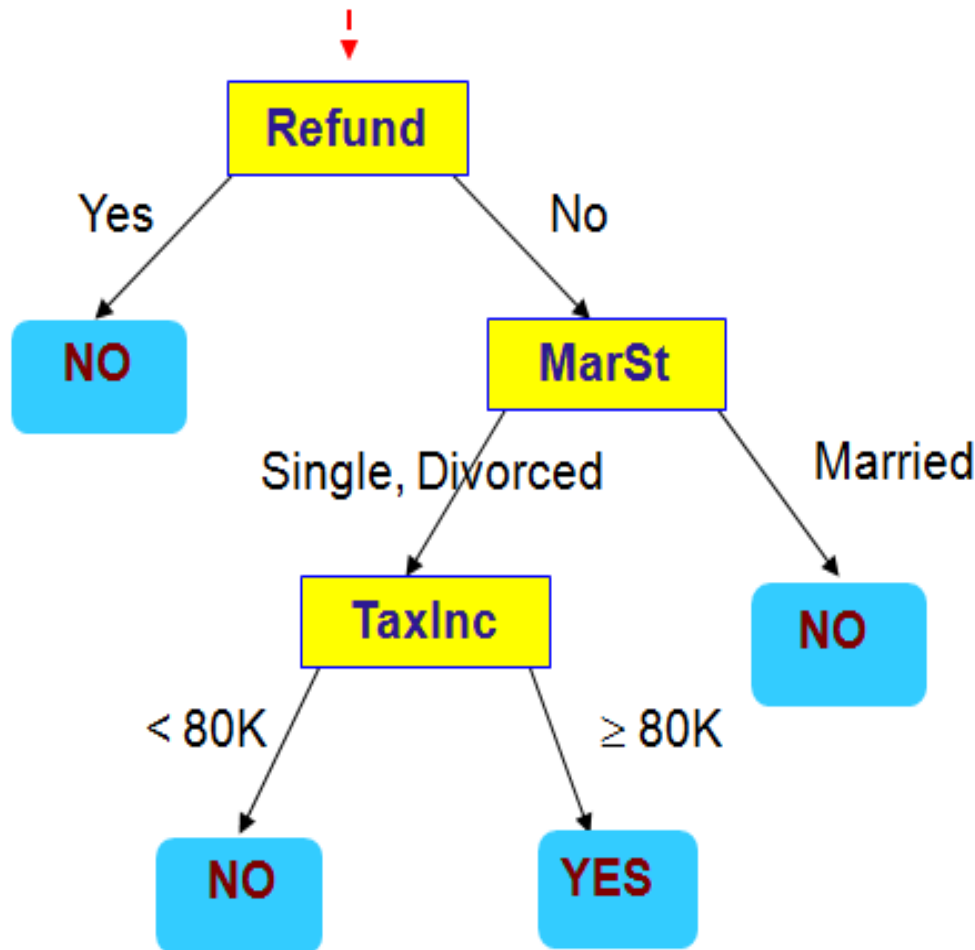 Refund
Yes
No
NO
MarSt
Single, Divorced
Married
TaxInc
NO
< 80K
≥ 80K
NO
YES